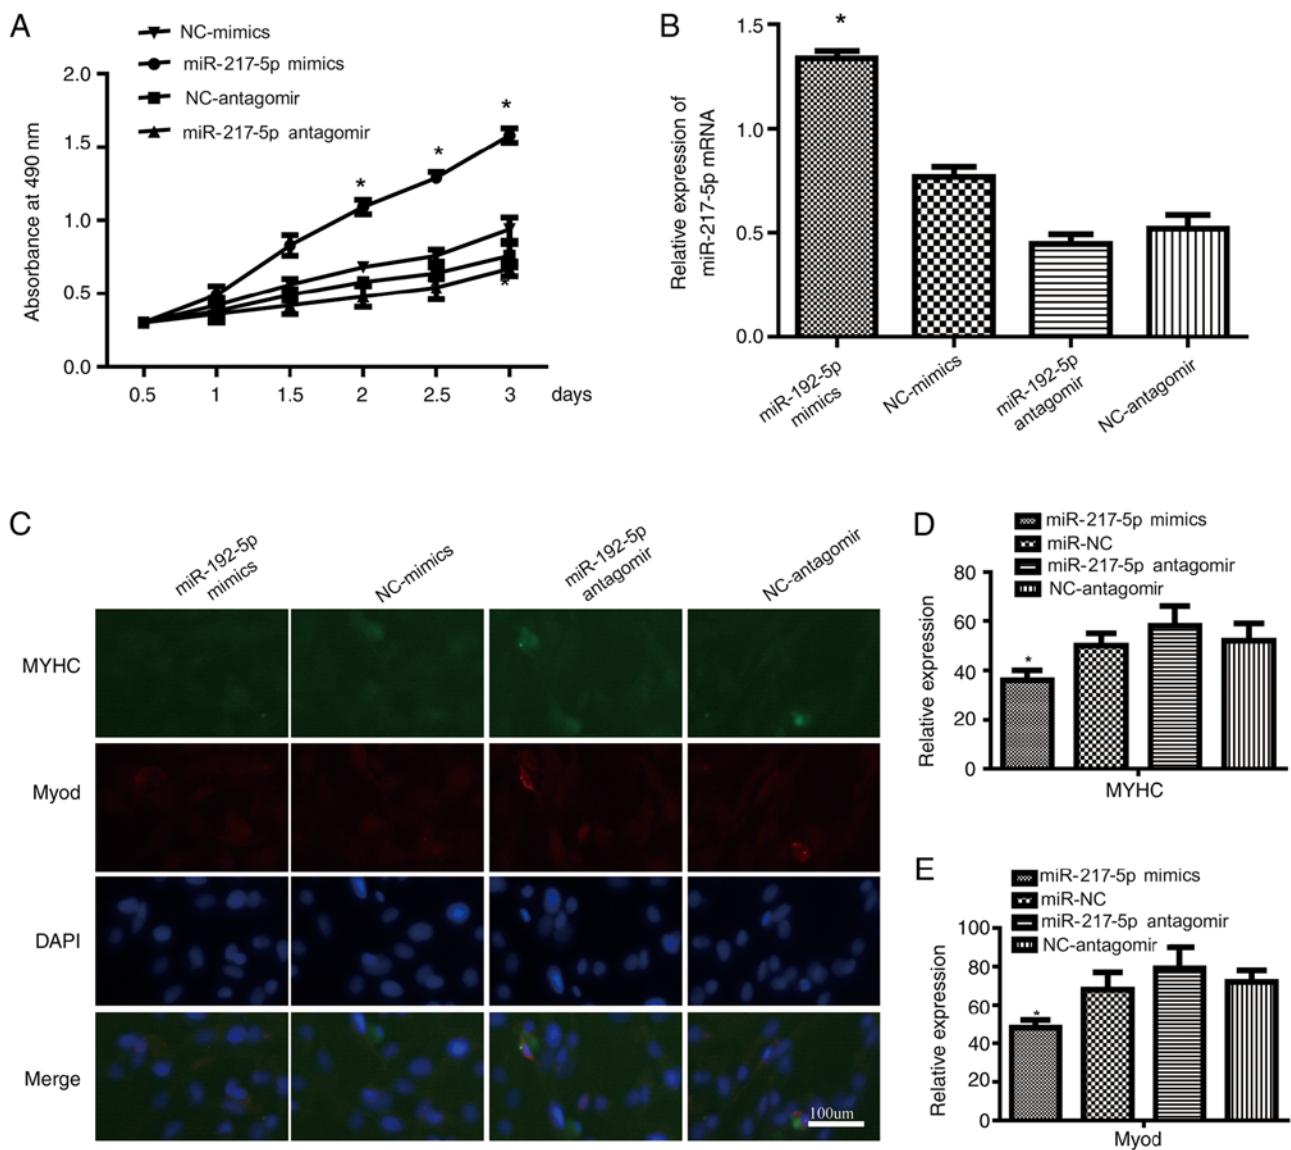 A
NC-mimics
miR-217-5p mimics
NC-antagomir
miR-217-5p antagomir
Absorbance at 490 nm
2.0
1.5
1.0
0.5
0.0
*
*
*
*
0.5 1 1.5 2 2.5 3 days
B
Relative expression of
miR-217-5p mRNA
1.5
1.0
0.5
0.0
*
miR-192-5p
mimics
NC-mimics
miR-192-5p
antagomir
NC-antagomir
C
miR-192-5p
mimics
NC-mimics
miR-192-5p
antagomir
NC-antagomir
MYHC
Myod
DAPI
Merge
100um
D
miR-217-5p mimics
miR-NC
miR-217-5p antagomir
NC-antagomir
Relative expression
80
60
40
20
0
*
MYHC
E
miR-217-5p mimics
miR-NC
miR-217-5p antagomir
NC-antagomir
Relative expression
100
80
60
40
20
0
*
Myod